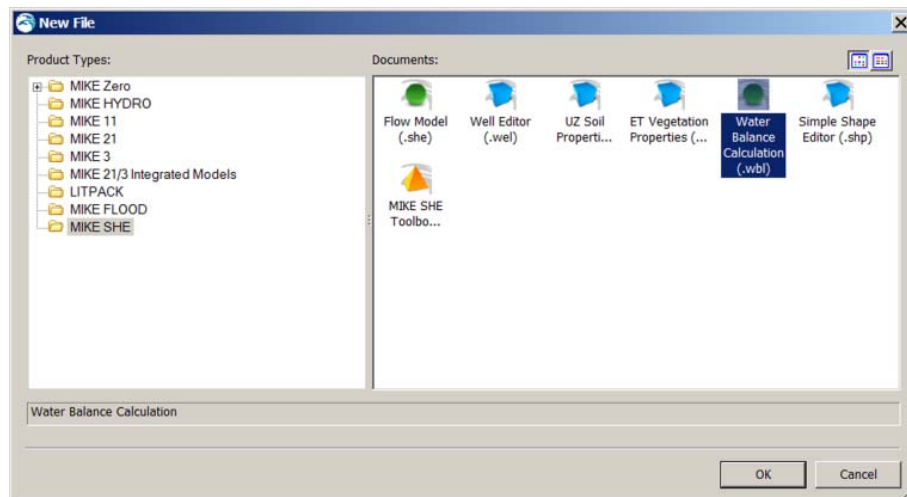 New File
Product Types:
MIKE Zero
MIKE HYDRO
MIKE 11
MIKE 21
MIKE 3
MIKE 21/3 Integrated Models
LITPACK
MIKE FLOOD
MIKE SHE
Documents:
Flow Model
(.she)
Well Editor
(.wel)
UZ Soil
Properti...
ET Vegetation
Properties (...
Water
Balance
Calculation
(.wbl)
Simple Shape
Editor (.shp)
MIKE SHE
Toolbo...
Water Balance Calculation
OK
Cancel